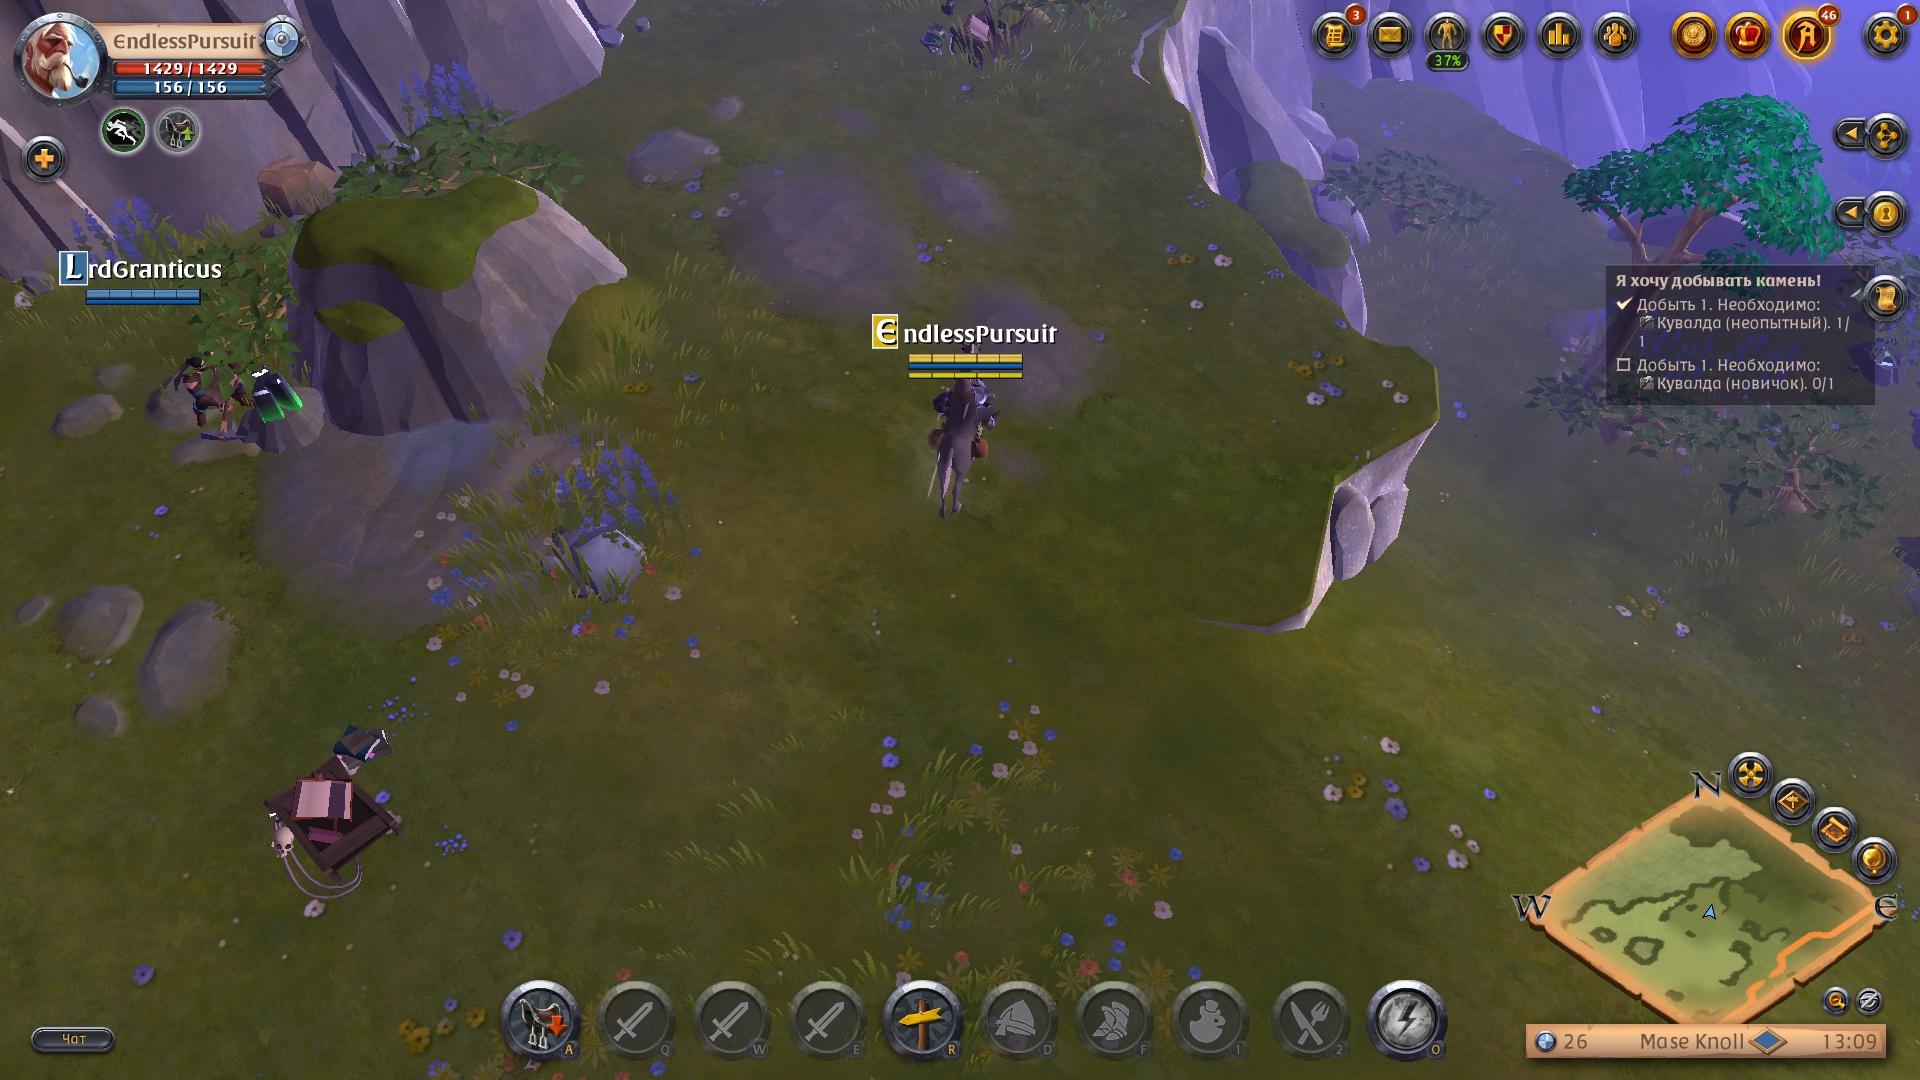 EndlessPursuit
1429 / 1429
156 / 156
3
37%
46
1
LrdGranticus
EndlessPursuit
Я хочу добывать камень!
Добыть 1. Необходимо:
Кувалда (неопытный). 1/
1
Добыть 1. Необходимо:
Кувалда (новичок). 0/1
N
W
E
Чат
A
Q
W
E
R
D
F
1
2
O
26
Mase Knoll
13:09